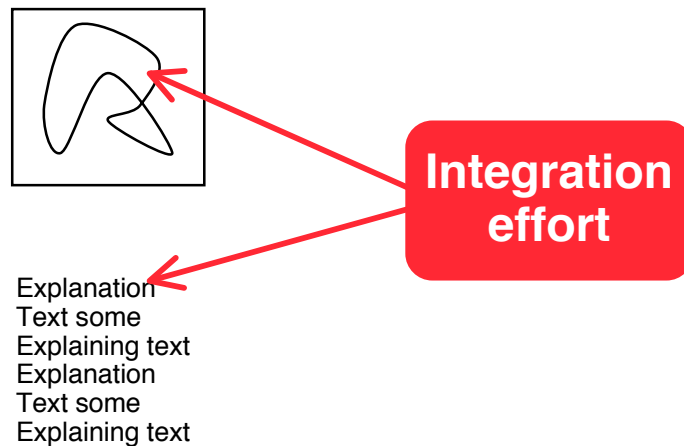 Integration
effort
Explanation
Text some
Explaining text
Explanation
Text some
Explaining text